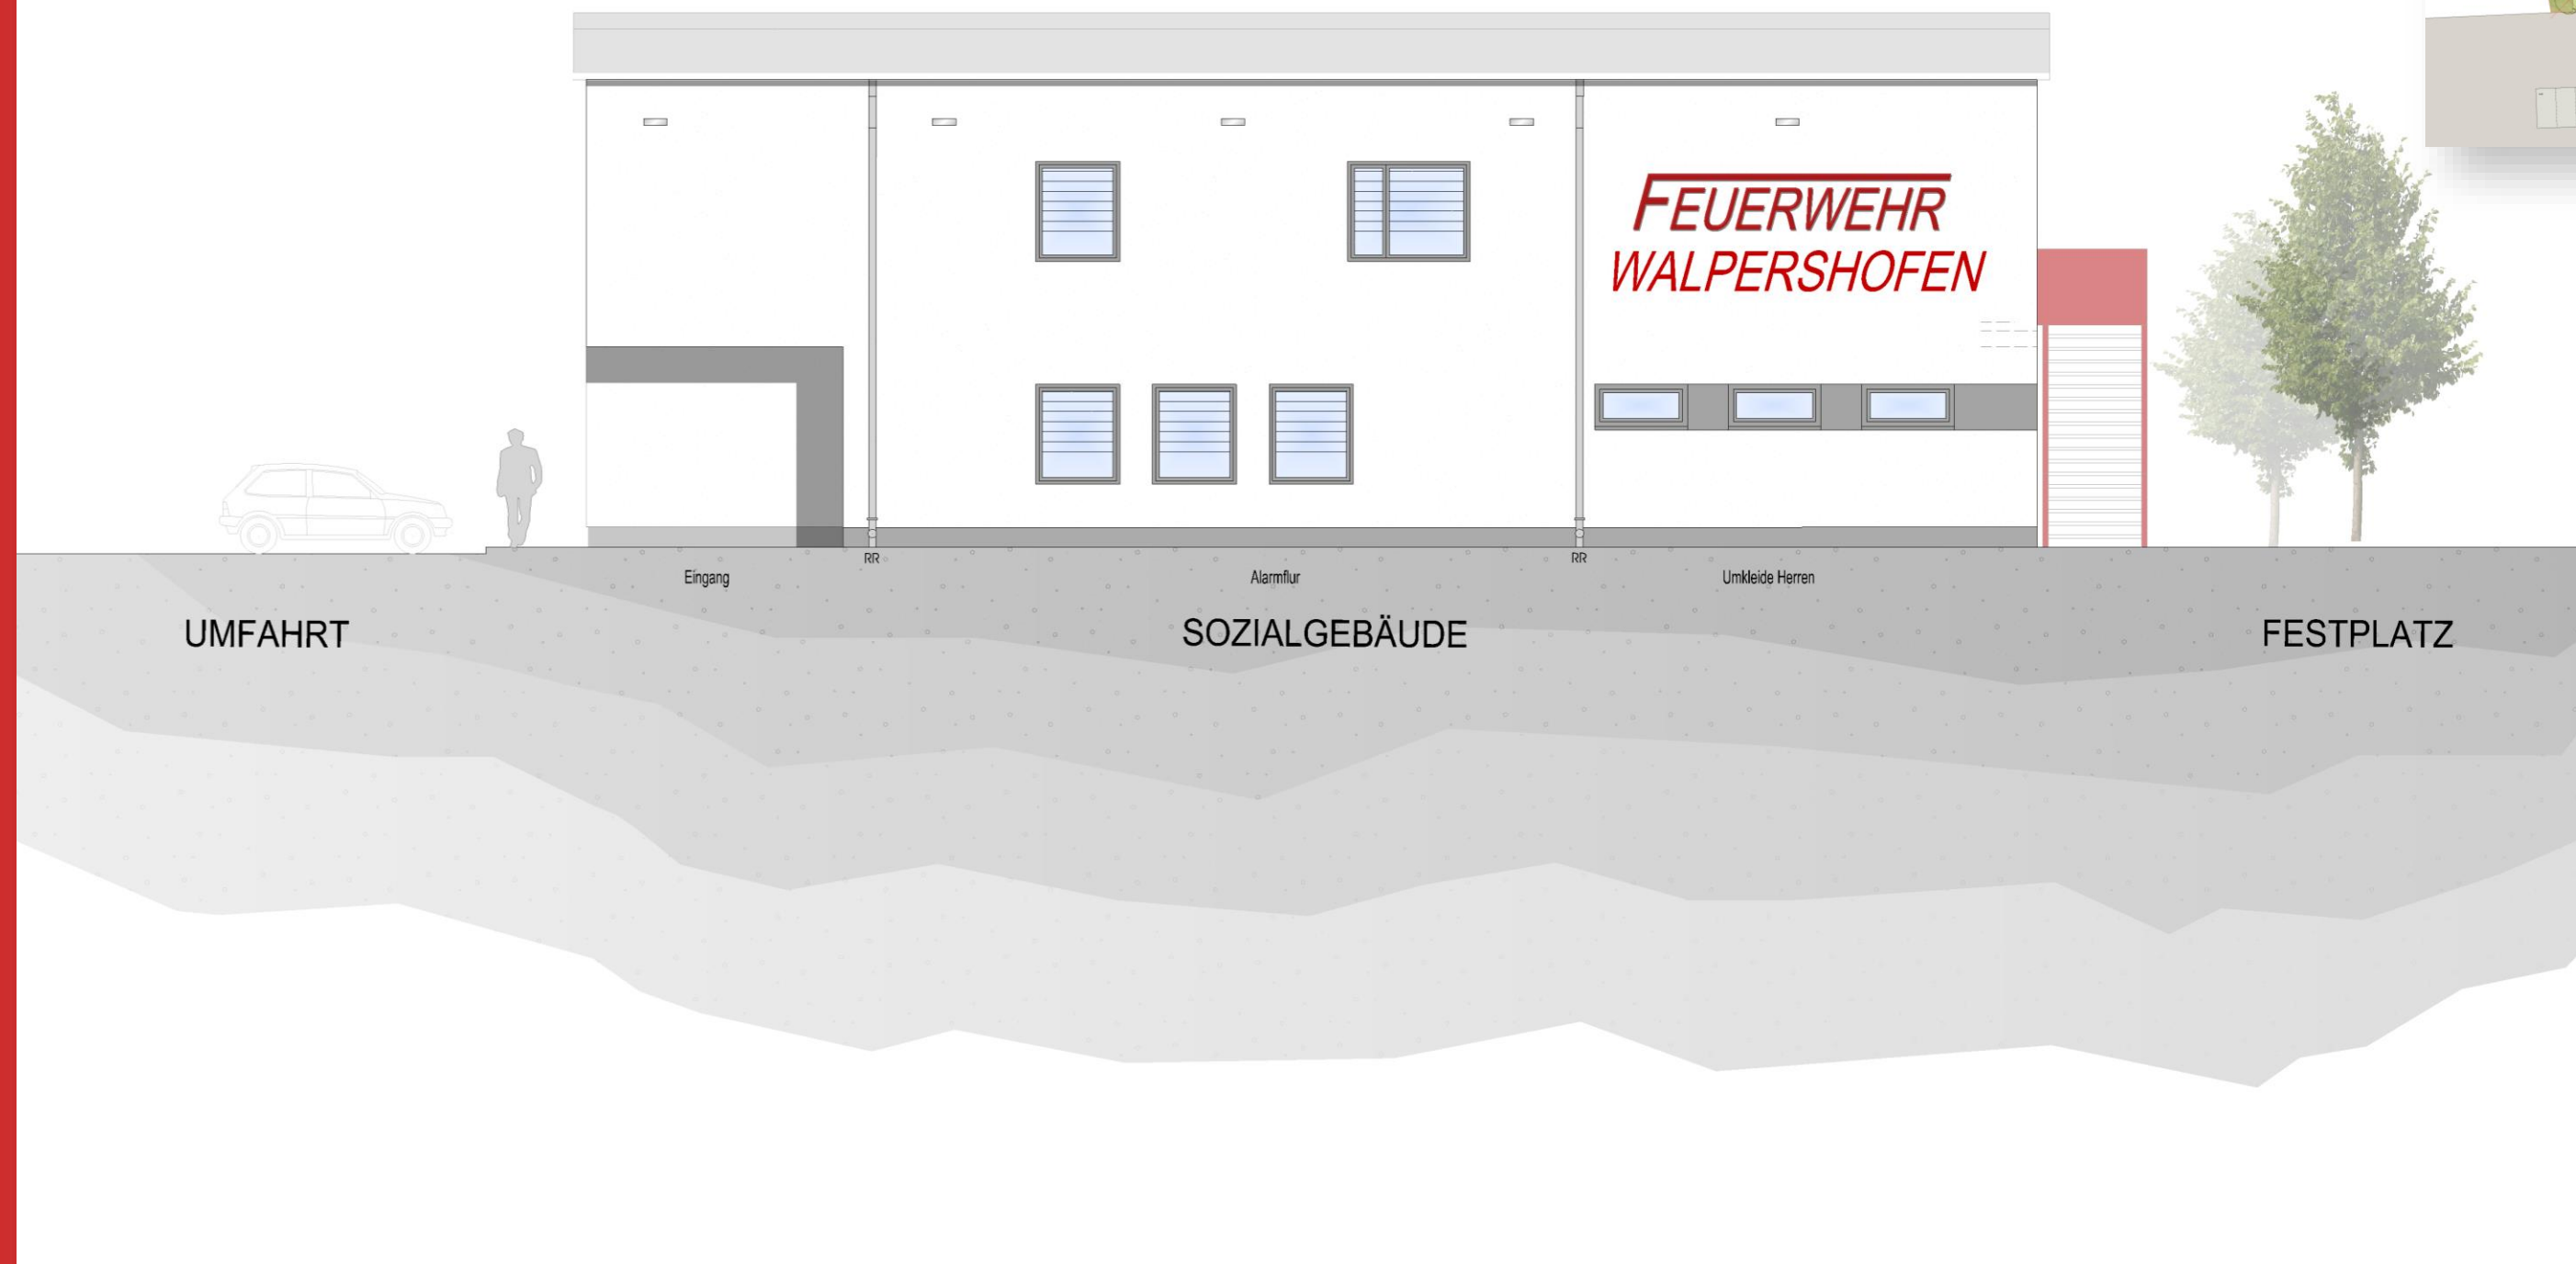 FEUERWEHR
WALPERSHOFEN
RR
RR
Eingang
Alarmflur
Umkleide Herren
UMFAHRT
SOZIALGEBÄUDE
FESTPLATZ